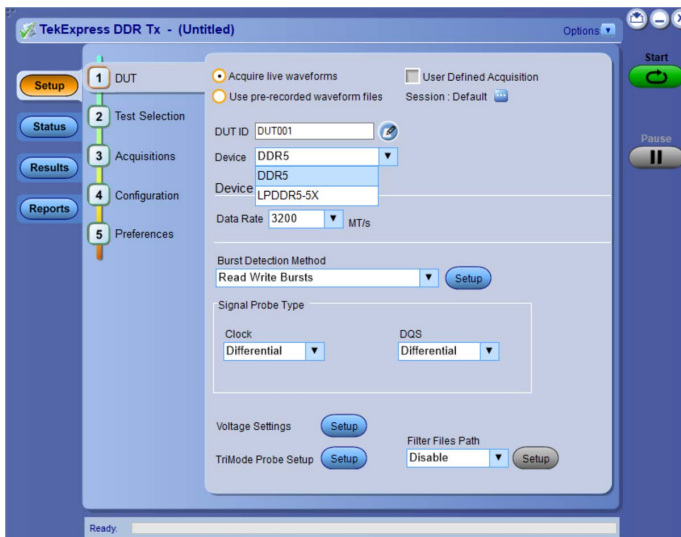 TekExpress DDR Tx - (Untitled)
Options
Start
Pause
Setup
Status
Results
Reports
1 DUT
2 Test Selection
3 Acquisitions
4 Configuration
5 Preferences
Acquire live waveforms
User Defined Acquisition
Use pre-recorded waveform files
Session : Default
DUT ID DUT001
Device DDR5
DDR5
LPDDR5-5X
Device
Data Rate 3200 MT/s
Burst Detection Method
Read Write Bursts Setup
Signal Probe Type
Clock DQS
Differential Differential
Voltage Settings Setup
Filter Files Path
TriMode Probe Setup Setup Disable Setup
Ready.